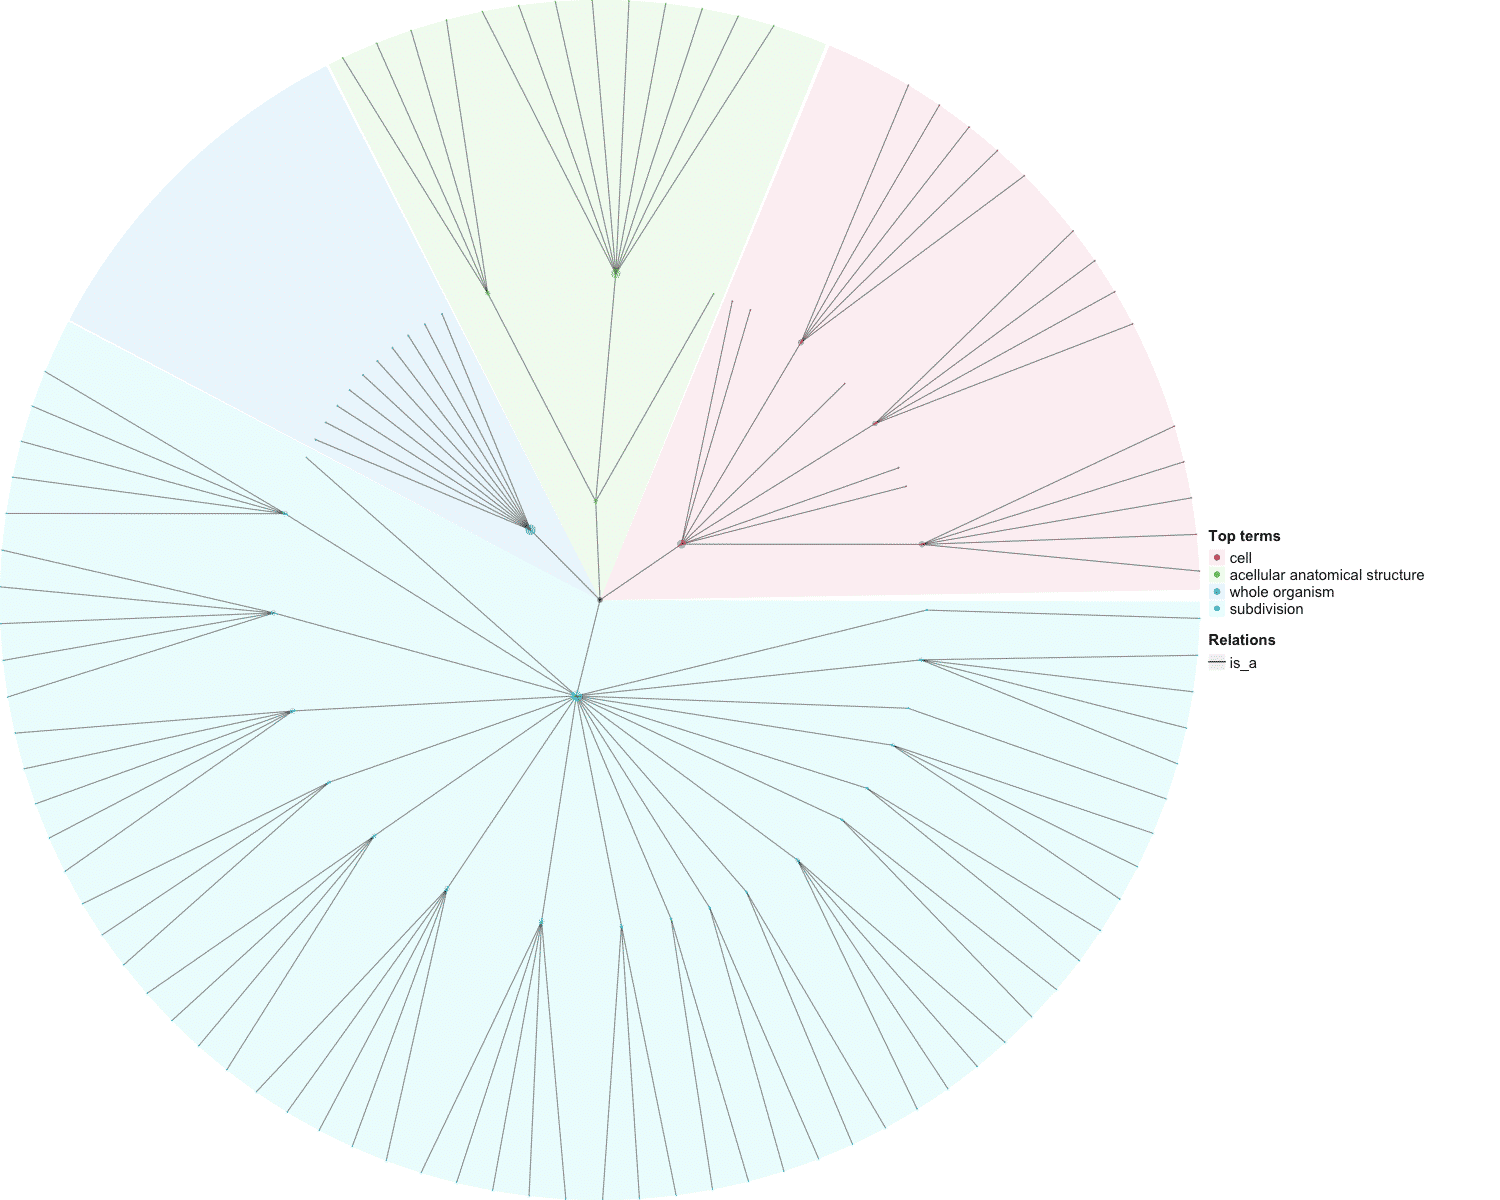 Top terms
cell
acellular anatomical structure
whole organism
subdivision
Relations
is_a